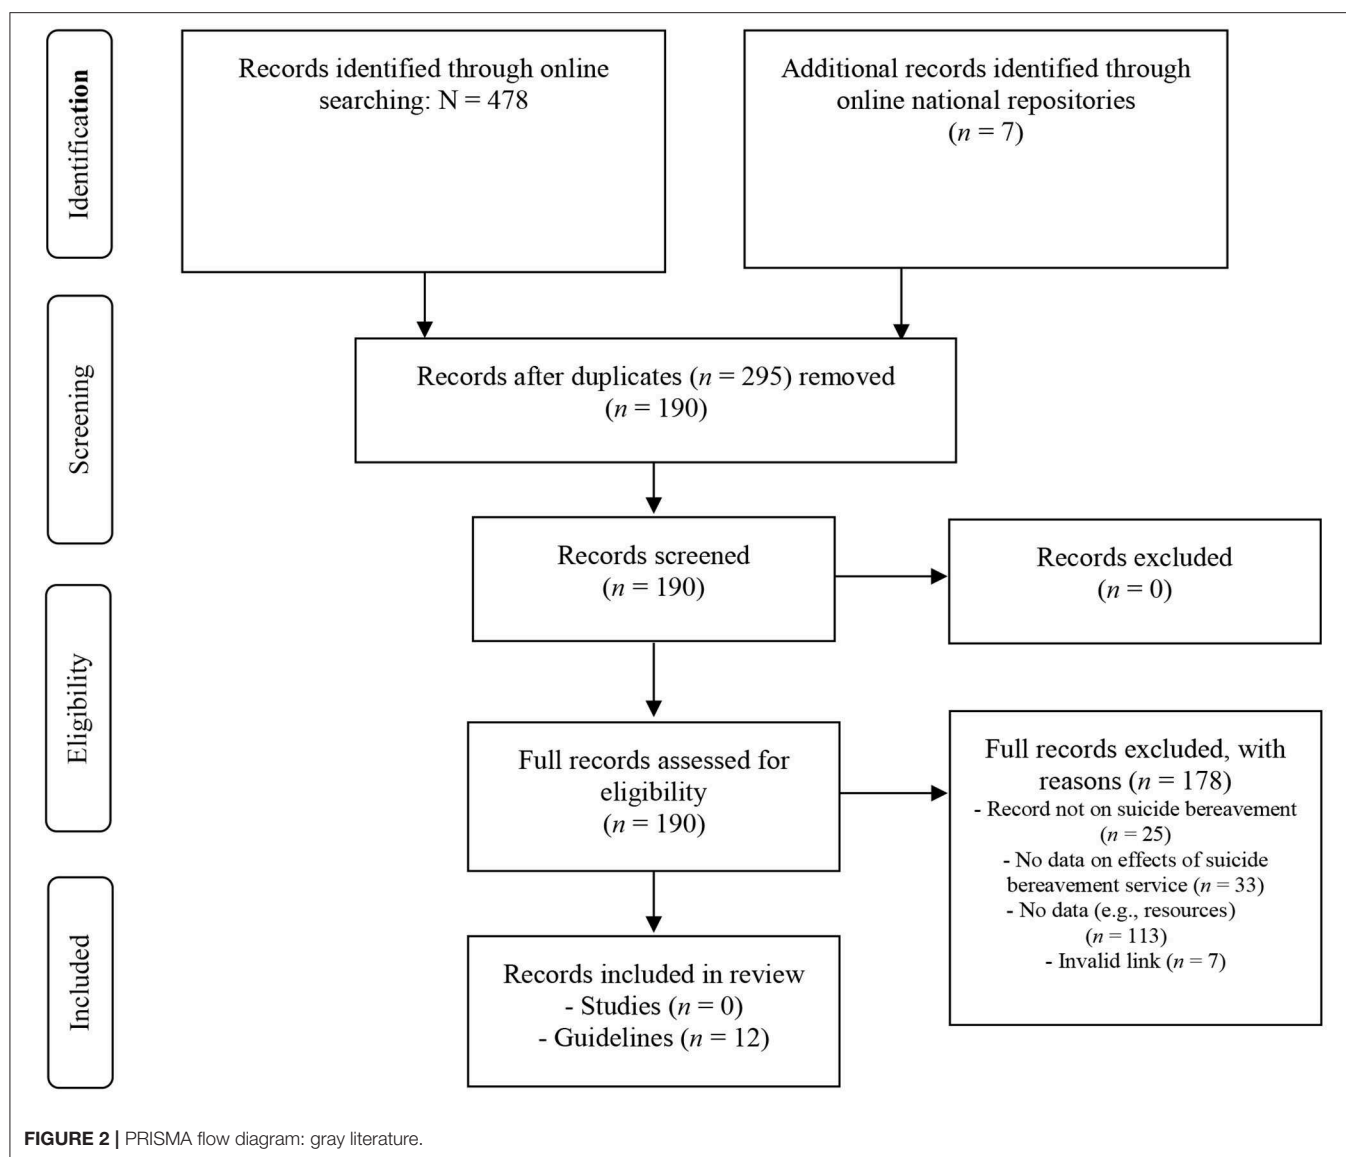 Identification
Records identified through online
searching: N = 478
Additional records identified through
online national repositories
(n = 7)
Screening
Records after duplicates (n = 295) removed
(n = 190)
Records screened
(n = 190)
Records excluded
(n = 0)
Eligibility
Full records assessed for
eligibility
(n = 190)
Full records excluded, with
reasons (n = 178)
- Record not on suicide bereavement
(n = 25)
- No data on effects of suicide
bereavement service (n = 33)
- No data (e.g., resources)
(n = 113)
- Invalid link (n = 7)
Included
Records included in review
- Studies (n = 0)
- Guidelines (n = 12)
FIGURE 2 | PRISMA flow diagram: gray literature.